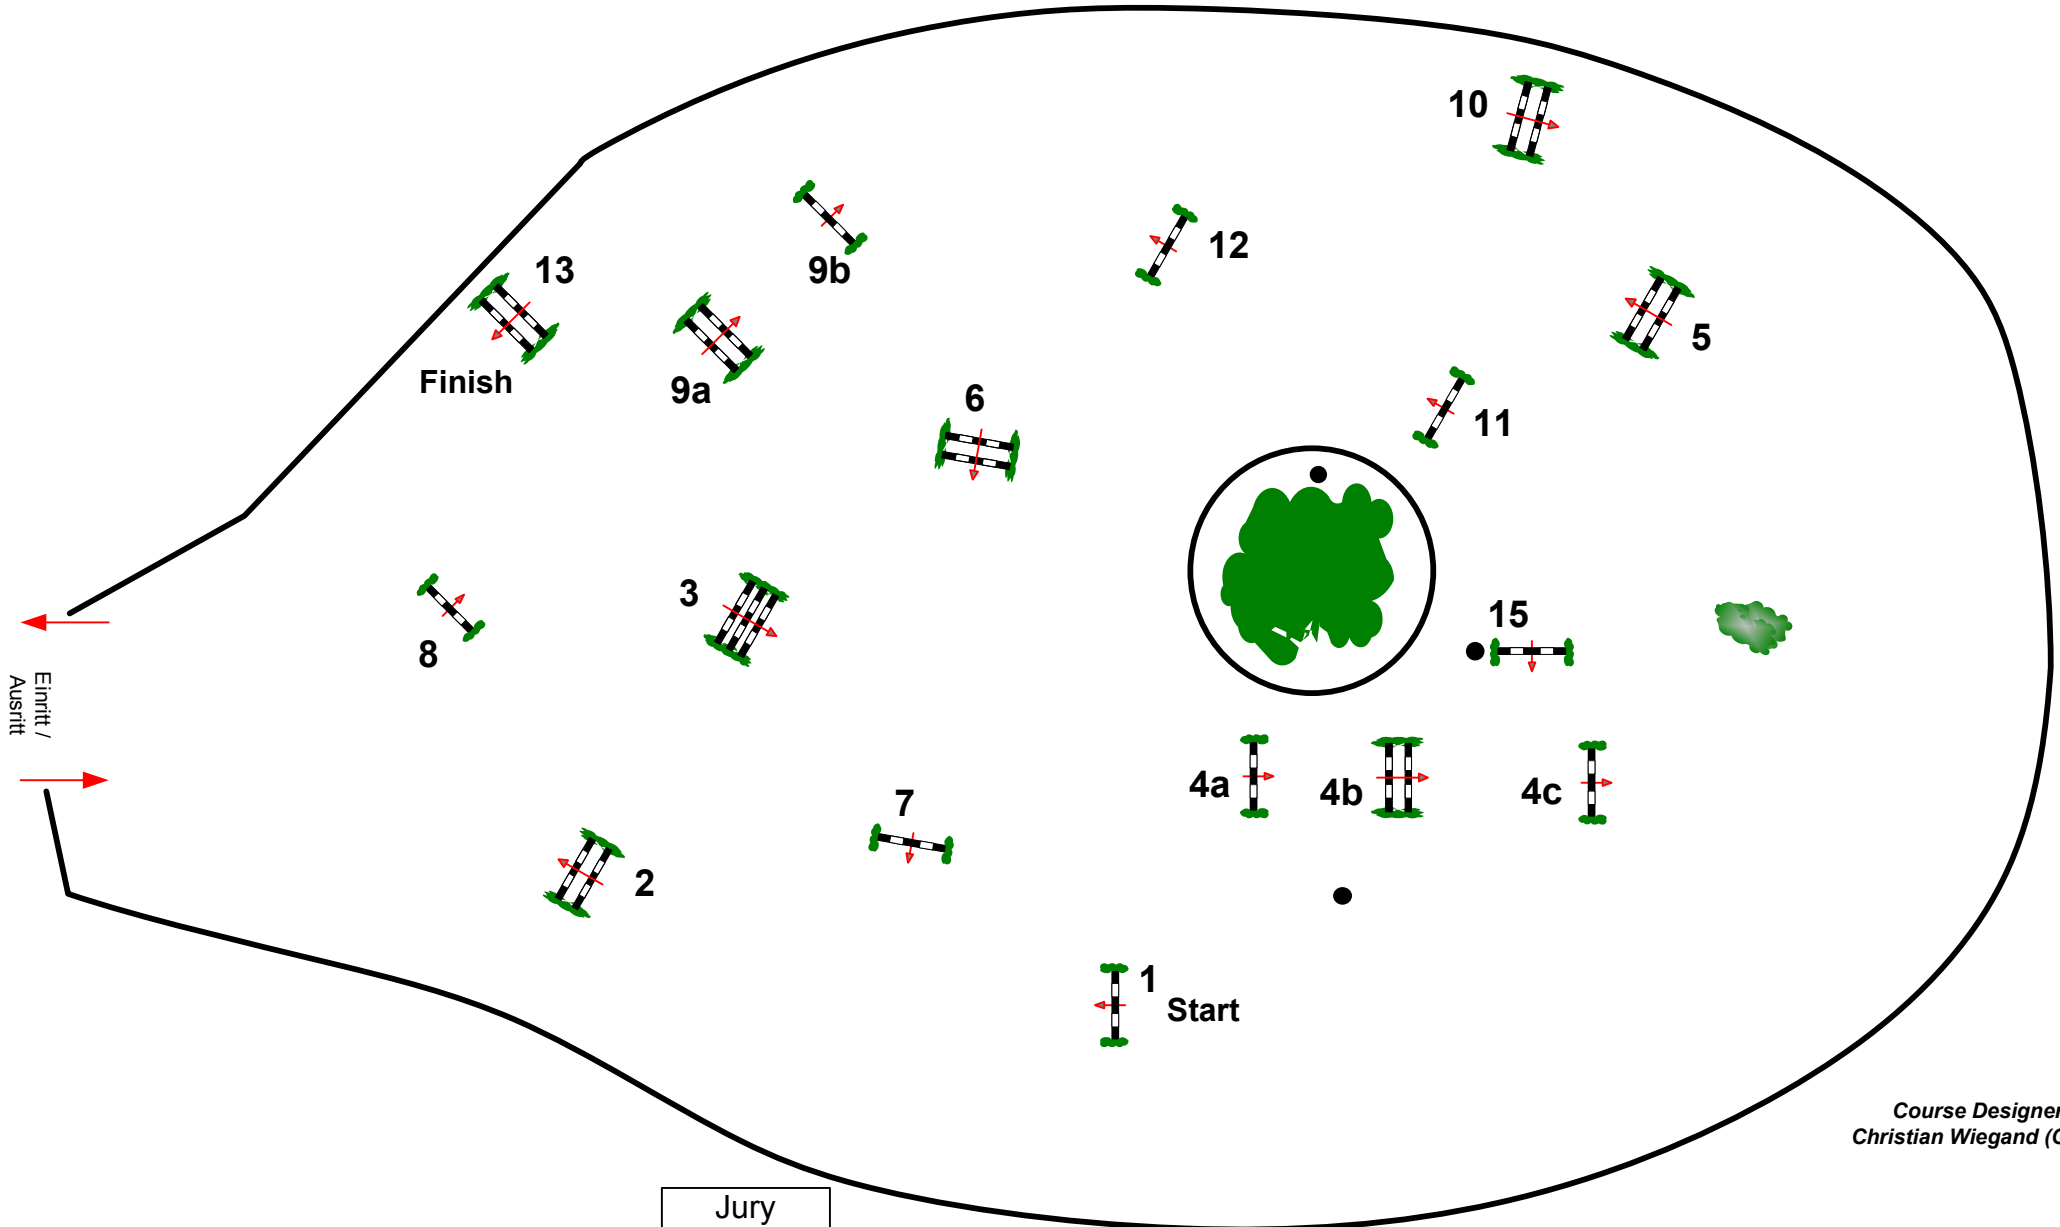 10
12
13
9b
5
Finish
9a
6
11
3
15
8
Einritt /
Ausritt
7
4a
4b
4c
2
1
Start
Course Designer
Christian Wiegand (
Jury